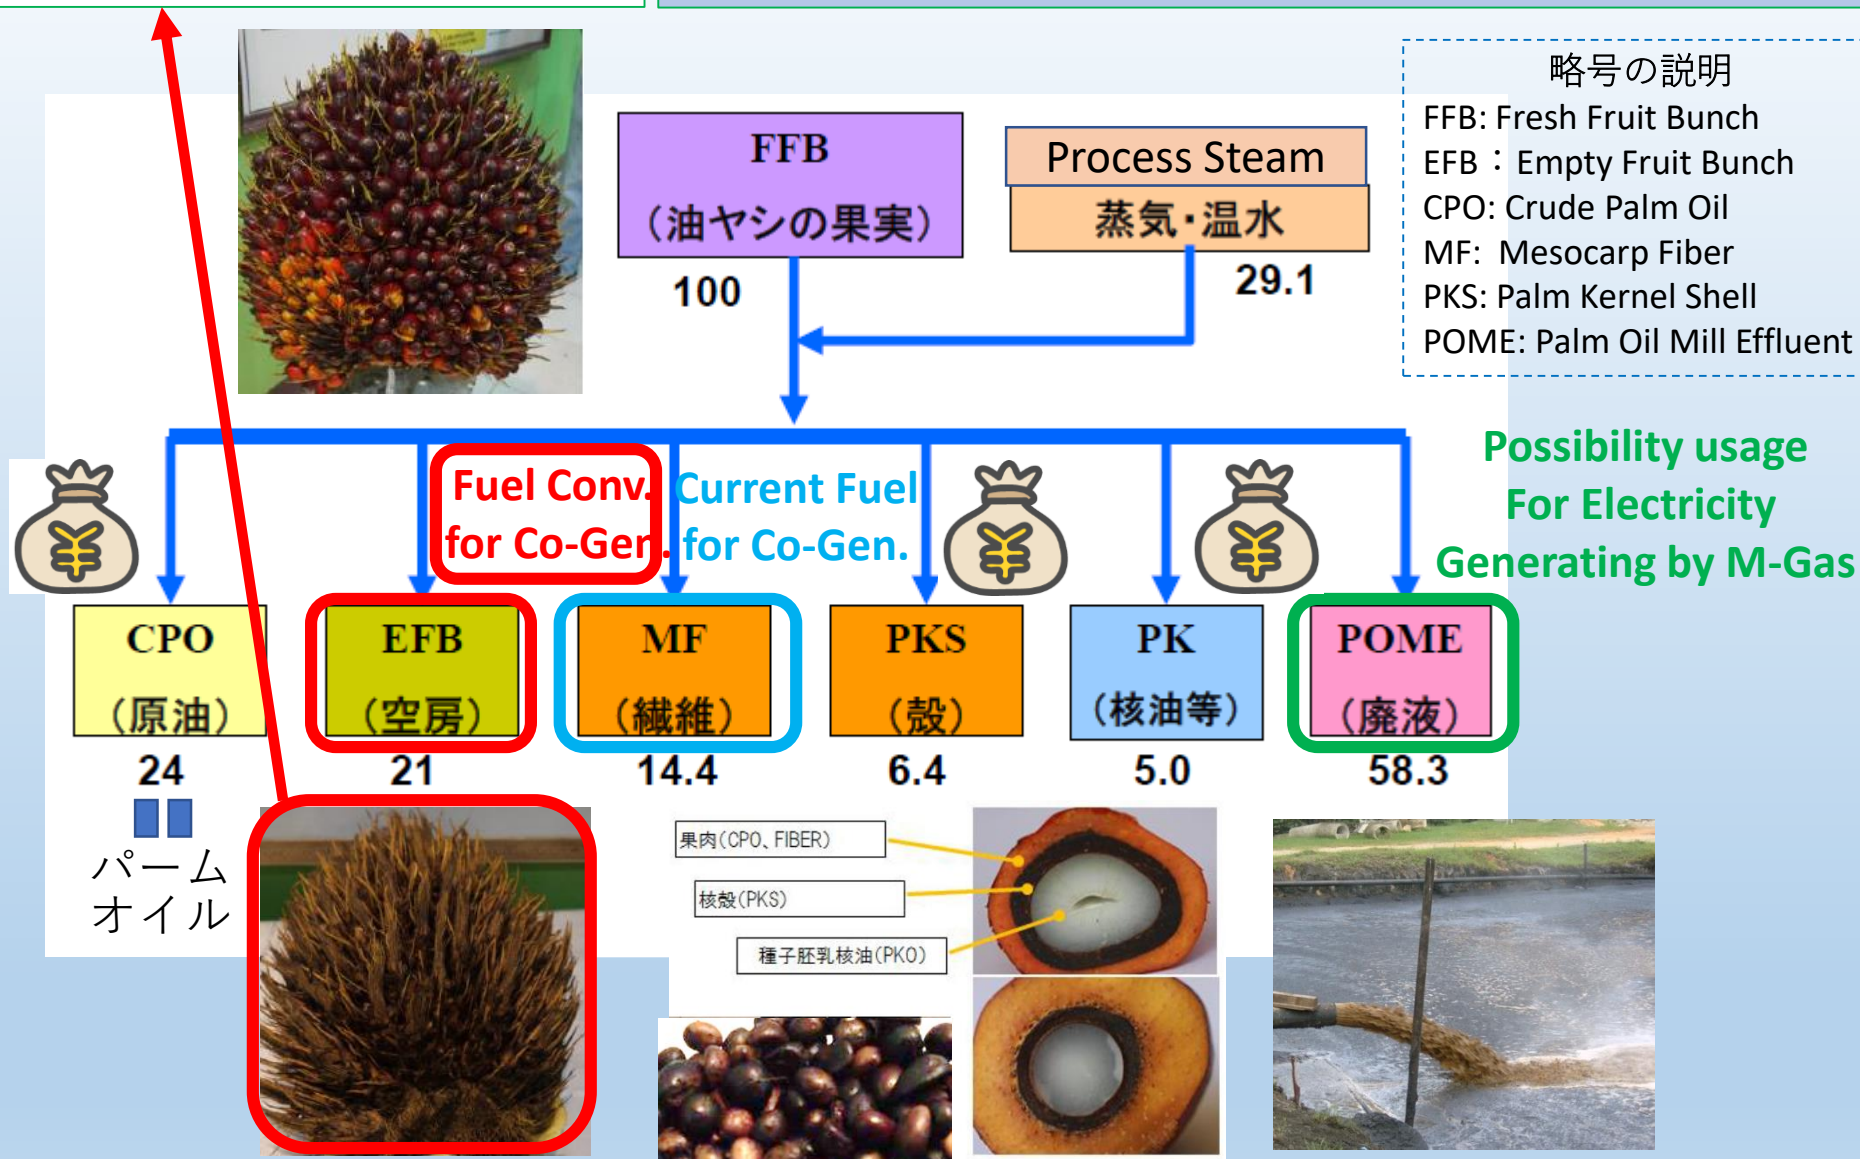 略号の説明
FFB: Fresh Fruit Bunch
EFB：Empty Fruit Bunch
CPO: Crude Palm Oil
MF: Mesocarp Fiber
PKS: Palm Kernel Shell
POME: Palm Oil Mill Effluent
FFB
（油ヤシの果実）
100
Process Steam
蒸気・温水
29.1
Fuel Conv.
for Co-Gen.
Current Fuel
for Co-Gen.
Possibility usage
For Electricity
Generating by M-Gas
¥
¥
¥
CPO
（原油）
24
EFB
（空房）
21
MF
（繊維）
14.4
PKS
（殻）
6.4
PK
（核油等）
5.0
POME
（廃液）
58.3
パーム
オイル
果肉(CPO、FIBER)
核殻(PKS)
種子胚乳核油(PKO)